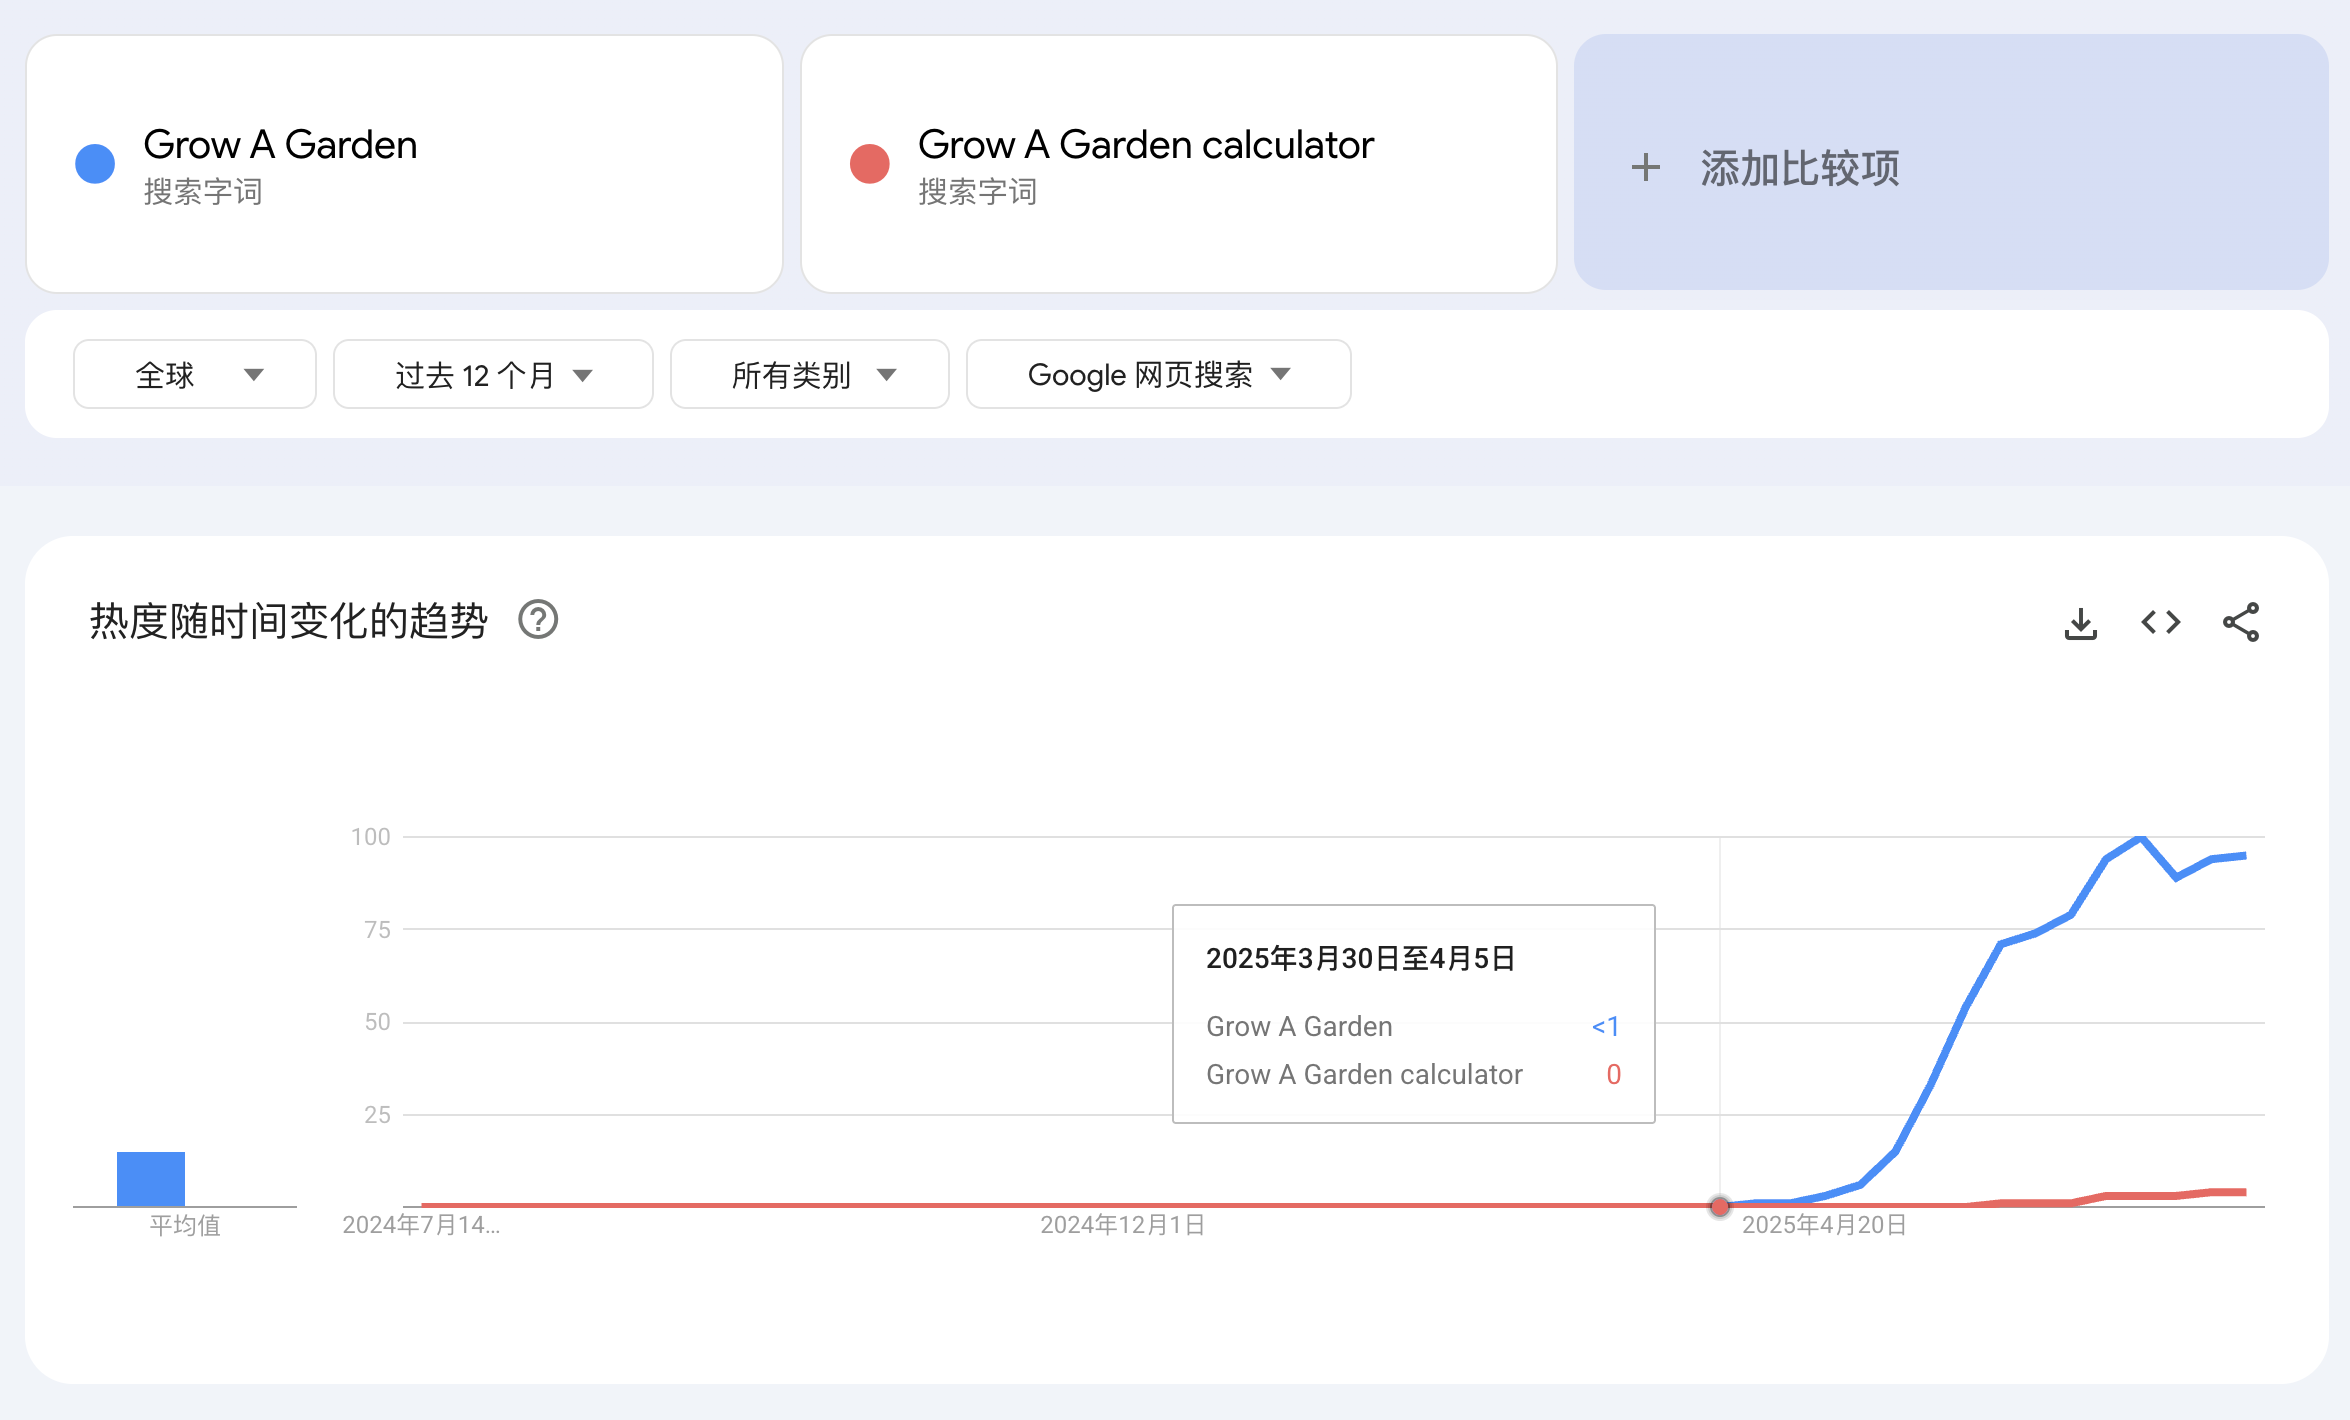 Grow A Garden
搜索字词
Grow A Garden calculator
搜索字词
+ 添加比较项
全球
过去 12 个月
所有类别
Google 网页搜索
热度随时间变化的趋势
100
75
50
25
2025年3月30日至4月5日
Grow A Garden <1
Grow A Garden calculator 0
平均值
2024年7月14...
2024年12月1日
2025年4月20日